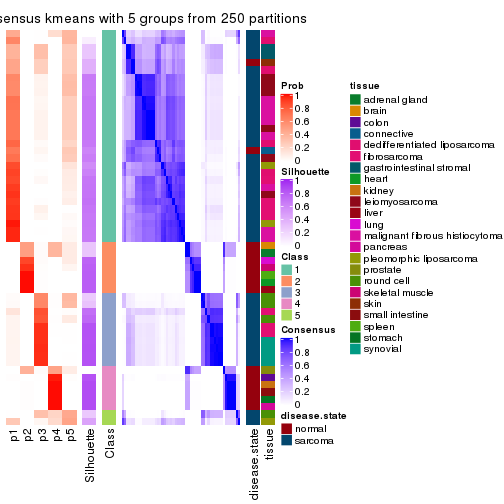 sensus kmeans with 5 groups from 250 partitions
Prob
1
0.8
0.6
0.4
0.2
0
Silhouette
1
0.8
0.6
0.4
0.2
0
Class
1
2
3
4
5
Consensus
1
0.8
0.6
0.4
0.2
0
disease.state
normal
sarcoma
tissue
adrenal gland
brain
colon
connective
dedifferentiated liposarcoma
fibrosarcoma
gastrointestinal stromal
heart
kidney
leiomyosarcoma
liver
lung
malignant fibrous histiocytoma
pancreas
pleomorphic liposarcoma
prostate
round cell
skeletal muscle
skin
small intestine
spleen
stomach
synovial
p1
p2
p3
p4
p5
Silhouette
Class
disease.state
tissue